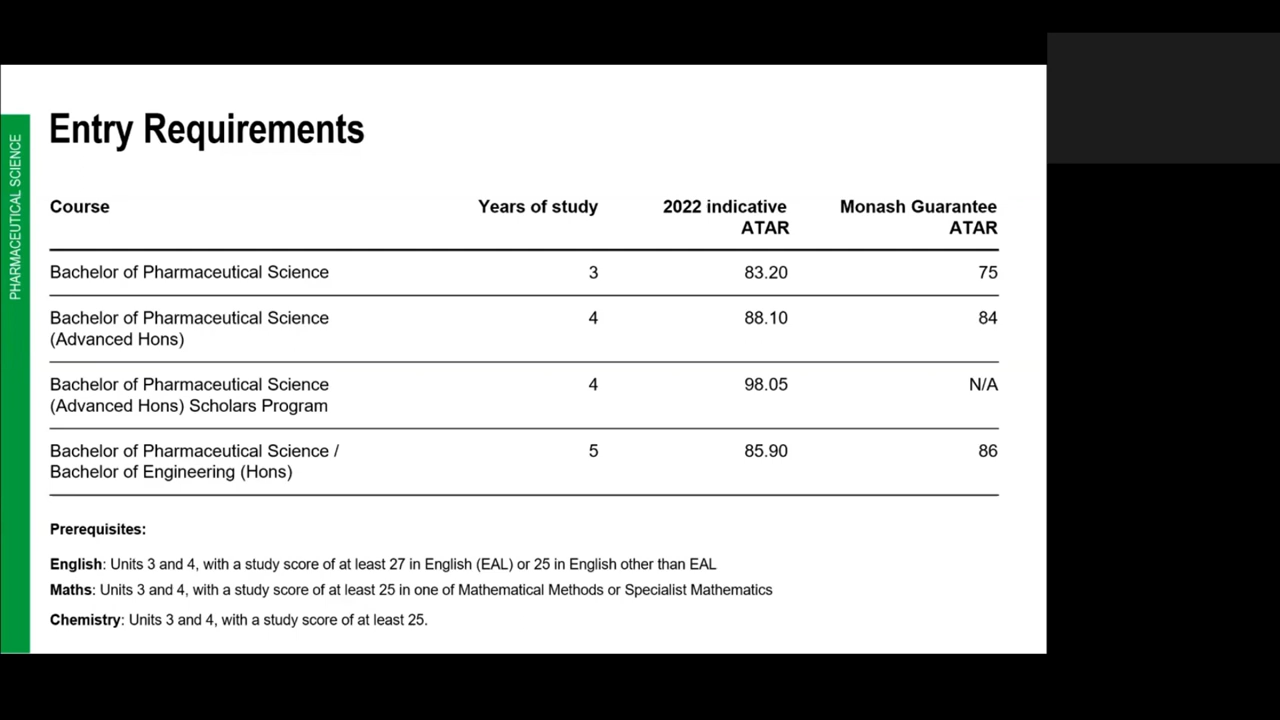 PHARMACEUTICAL SCIENCE
Entry Requirements
Course Years of study 2022 indicative ATAR Monash Guarantee ATAR
Bachelor of Pharmaceutical Science 3 83.20 75
Bachelor of Pharmaceutical Science 4 88.10 84
(Advanced Hons)
Bachelor of Pharmaceutical Science 4 98.05 N/A
(Advanced Hons) Scholars Program
Bachelor of Pharmaceutical Science / 5 85.90 86
Bachelor of Engineering (Hons)
Prerequisites:
English: Units 3 and 4, with a study score of at least 27 in English (EAL) or 25 in English other than EAL
Maths: Units 3 and 4, with a study score of at least 25 in one of Mathematical Methods or Specialist Mathematics
Chemistry: Units 3 and 4, with a study score of at least 25.